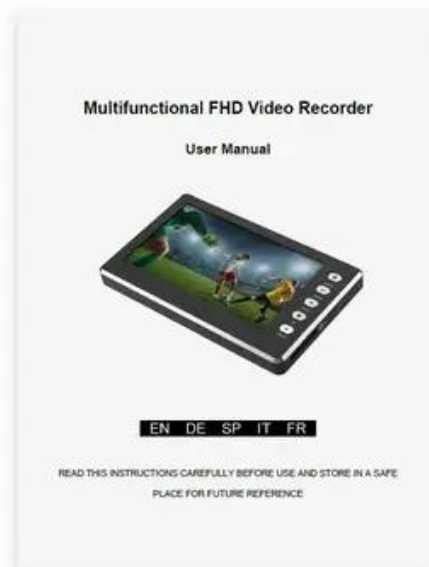 Multifunctional FHD Video Recorder
User Manual
EN DE SP IT FR
READ THIS INSTRUCTIONS CAREFULLY BEFORE USE AND STORE IN A SAFE
PLACE FOR FUTURE REFERENCE